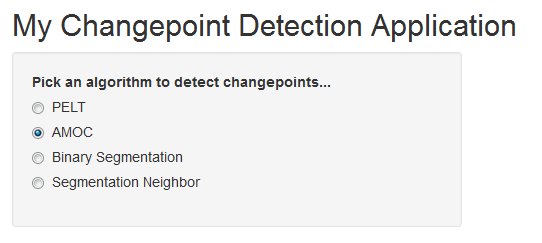 My Changepoint Detection Application
Pick an algorithm to detect changepoints...
PELT
AMOC
Binary Segmentation
Segmentation Neighbor